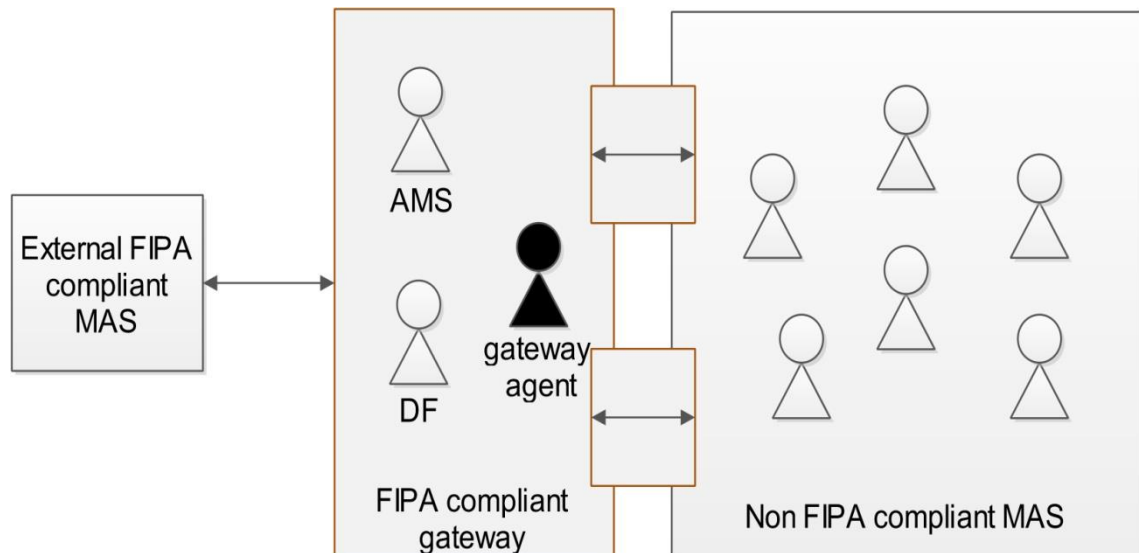 External FIPA
compliant
MAS
AMS
DF
gateway
agent
FIPA compliant
gateway
Non FIPA compliant MAS